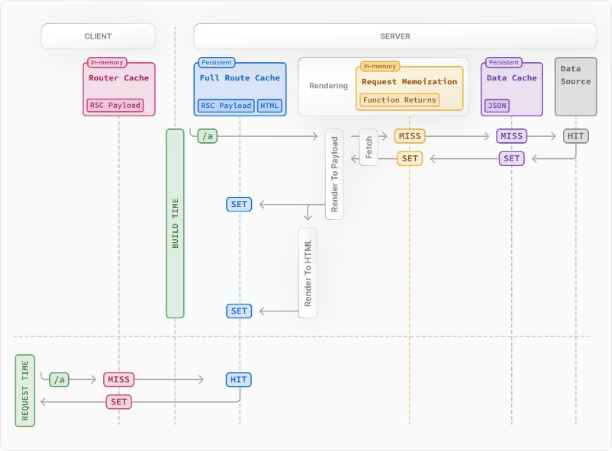 CLIENT
SERVER
In-memory
Router Cache
RSC Payload
Persistent
Full Route Cache
RSC Payload
HTML
Rendering
In-memory
Request Memoization
Function Returns
Persistent
Data Cache
JSON
Data
Source
BUILD TIME
/a
Render To Payload
Fetch
MISS
MISS
HIT
SET
SET
SET
Render To HTML
SET
REQUEST TIME
/a
MISS
HIT
SET